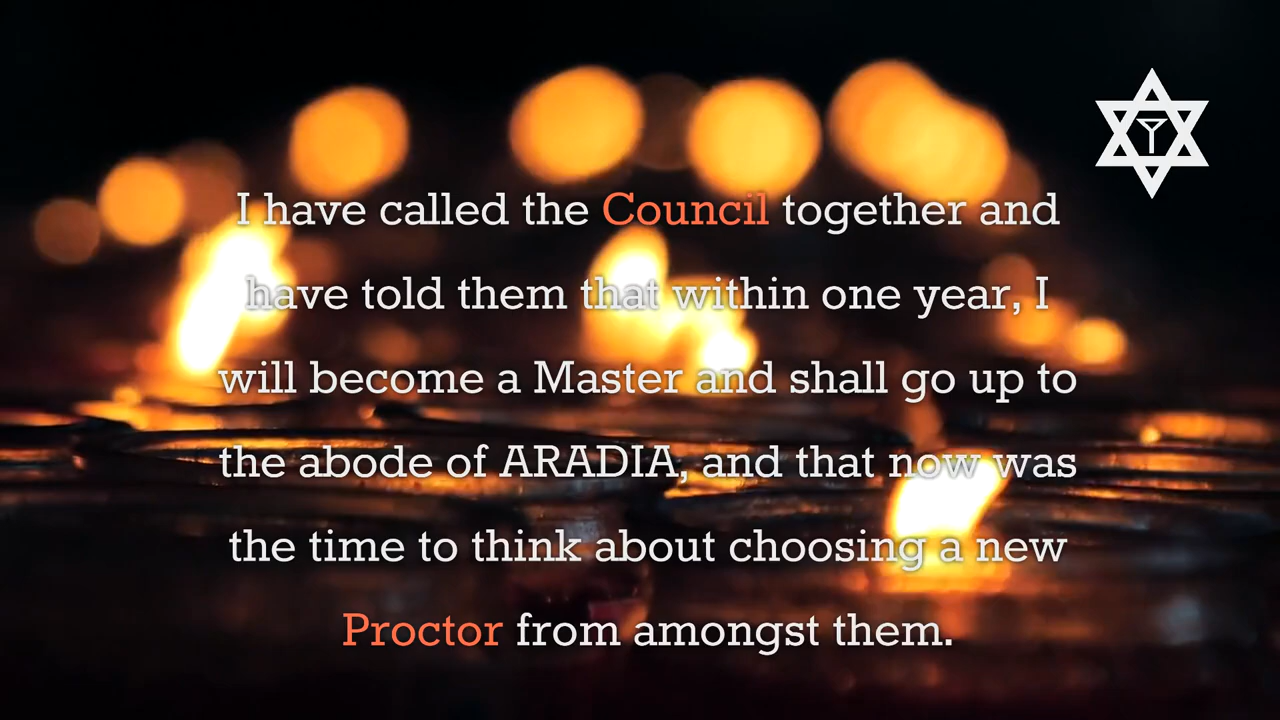 I have called the Council together and
have told them that within one year, I
will become a Master and shall go up to
the abode of ARADIA, and that now was
the time to think about choosing a new
Proctor from amongst them.